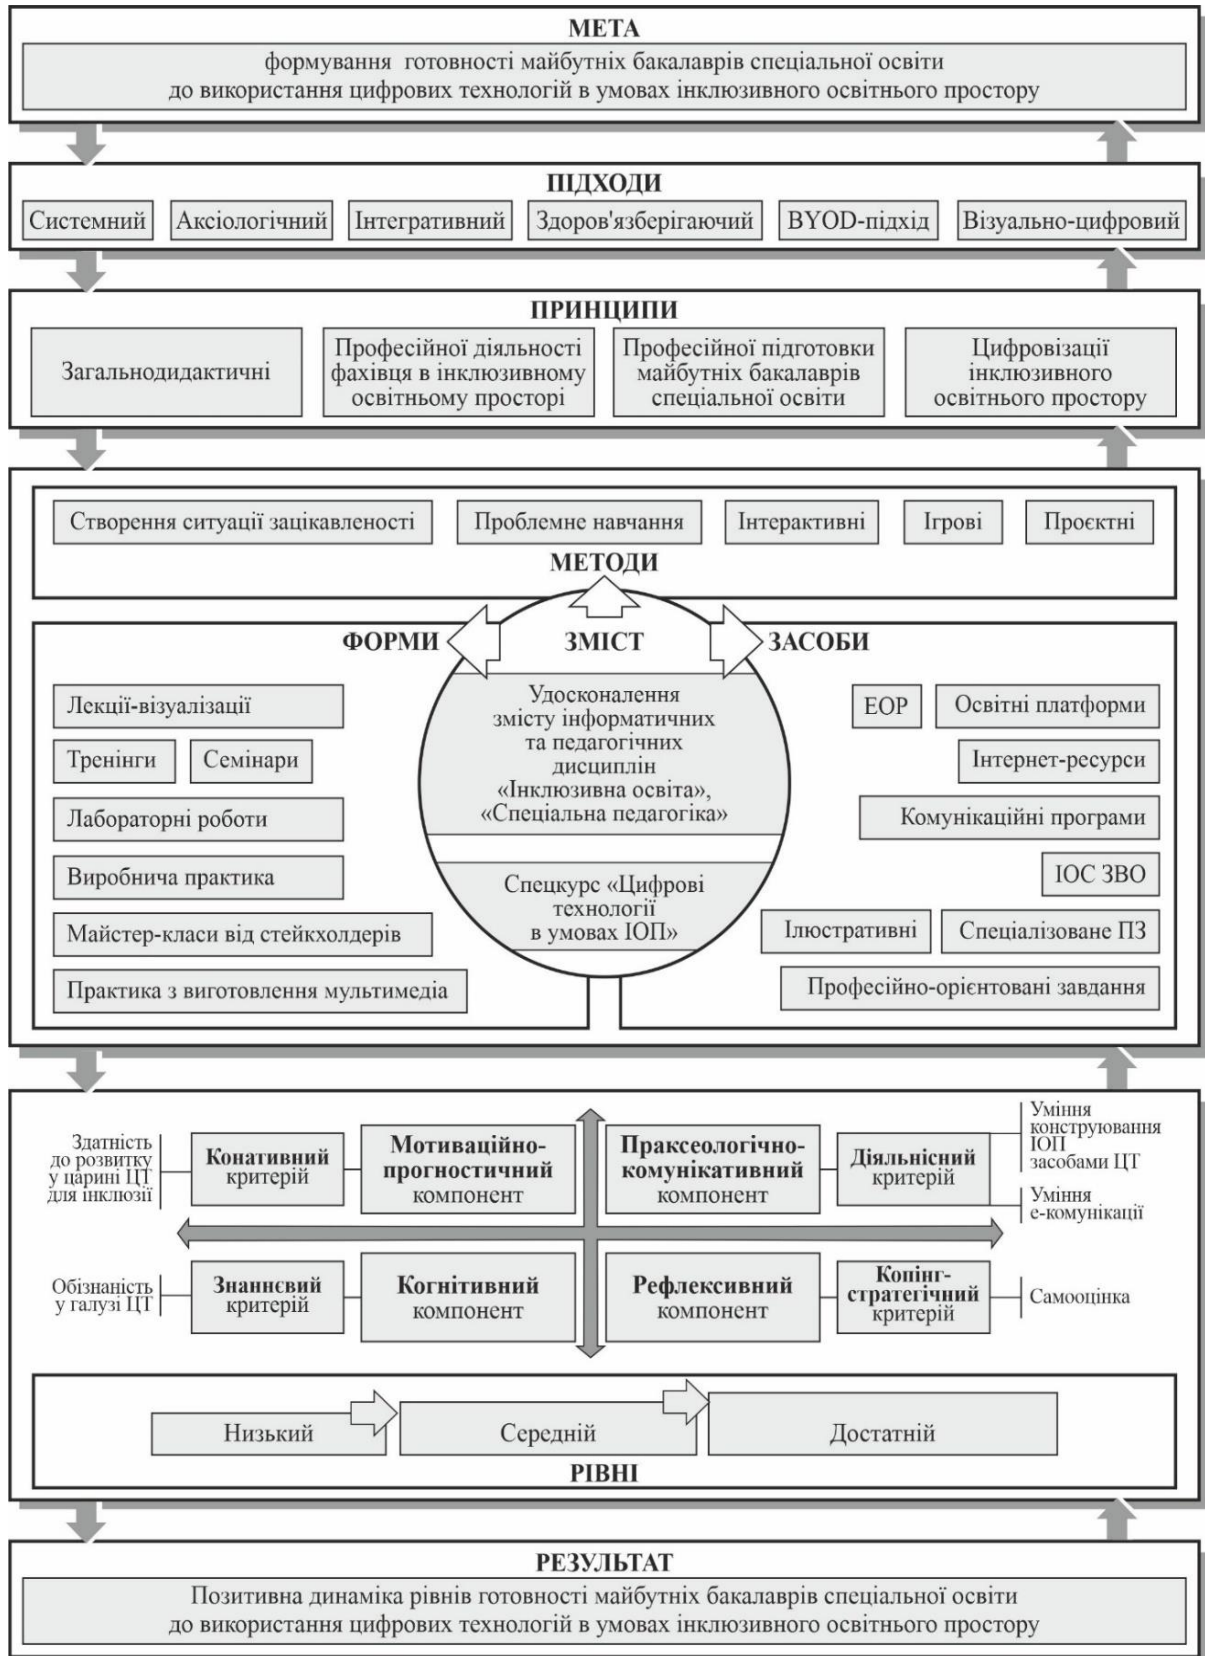 МЕТА
формування готовності майбутніх бакалаврів спеціальної освіти
до використання цифрових технологій в умовах інклюзивного освітнього простору
ПІДХОДИ
Системний
Аксіологічний
Інтегративний
Здоров'язберігаючий
BYOD-підхід
Візуально-цифровий
ПРИНЦИПИ
Загальнодидактичні
Професійної діяльності
фахівця в інклюзивному
освітньому просторі
Професійної підготовки
майбутніх бакалаврів
спеціальної освіти
Цифровізації
інклюзивного
освітнього простору
Створення ситуації зацікавленості
Проблемне навчання
Інтерактивні
Ігрові
Проєктні
МЕТОДИ
ФОРМИ
Лекції-візуалізації
Тренінги
Семінари
Лабораторні роботи
Виробнича практика
Майстер-класи від стейкхолдерів
Практика з виготовлення мультимедіа
ЗМІСТ
Удосконалення
змісту інформатичних
та педагогічних
дисциплін
«Інклюзивна освіта»,
«Спеціальна педагогіка»
Спецкурс «Цифрові
технології
в умовах ІОП»
ЗАСОБИ
ЕОР
Освітні платформи
Інтернет-ресурси
Комунікаційні програми
ІОС ЗВО
Ілюстративні
Спеціалізоване ПЗ
Професійно-орієнтовані завдання
Здатність
до розвитку
у царині ЦТ
для інклюзії
Конативний
критерій
Мотиваційно-
прогностичний
компонент
Праксеологічно-
комунікативний
компонент
Діяльнісний
критерій
Уміння
конструювання
ІОП
засобами ЦТ
Уміння
е-комунікації
Обізнаність
у галузі ЦТ
Знаннєвий
критерій
Когнітивний
компонент
Рефлексивний
компонент
Копінг-
стратегічний
критерій
Самооцінка
Низький
Середній
Достатній
РІВНІ
РЕЗУЛЬТАТ
Позитивна динаміка рівнів готовності майбутніх бакалаврів спеціальної освіти
до використання цифрових технологій в умовах інклюзивного освітнього простору